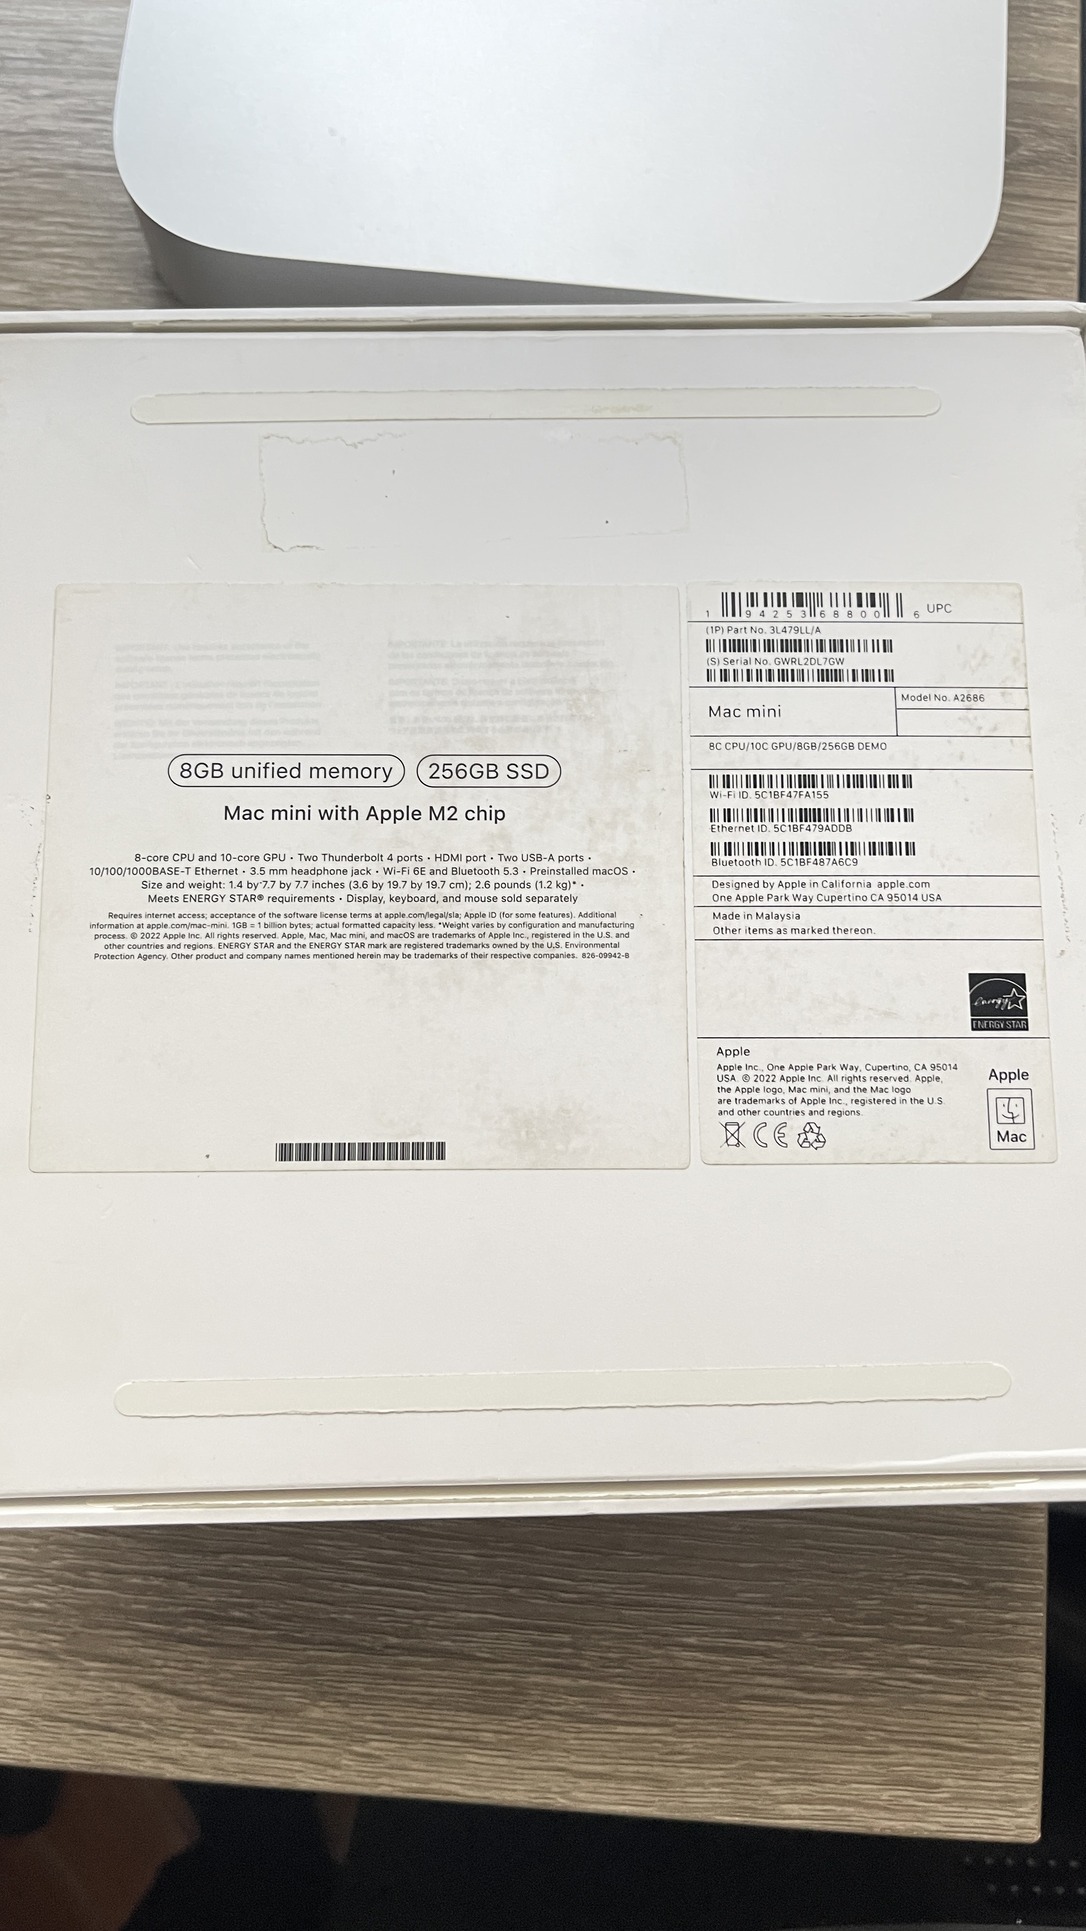 8GB unified memory 256GB SSD
Mac mini with Apple M2 chip
8-core CPU and 10-core GPU • Two Thunderbolt 4 ports • HDMI port • Two USB-A ports •
10/100/1000BASE-T Ethernet • 3.5 mm headphone jack • Wi-Fi 6E and Bluetooth 5.3 • Preinstalled macOS •
Size and weight: 1.4 by 7.7 by 7.7 inches (3.6 by 19.7 by 19.7 cm); 2.6 pounds (1.2 kg)* •
Meets ENERGY STAR® requirements • Display, keyboard, and mouse sold separately
Requires internet access; acceptance of the software license terms at apple.com/legal/sla; Apple ID (for some features). Additional
information at apple.com/mac-mini. 1GB = 1 billion bytes; actual formatted capacity less. *Weight varies by configuration and manufacturing
process. © 2022 Apple Inc. All rights reserved. Apple, Mac, Mac mini, and macOS are trademarks of Apple Inc., registered in the U.S. and
other countries and regions. ENERGY STAR and the ENERGY STAR mark are registered trademarks owned by the U.S. Environmental
Protection Agency. Other product and company names mentioned herein may be trademarks of their respective companies. 826-09942-B
1 94253 68800 6 UPC
(1P) Part No. 3L479LL/A
(S) Serial No. GWRL2DL7GW
Mac mini
Model No. A2686
8C CPU/10C GPU/8GB/256GB DEMO
Wi-Fi ID. 5C1BF47FA155
Ethernet ID. 5C1BF479ADDB
Bluetooth ID. 5C1BF487A6C9
Designed by Apple in California apple.com
One Apple Park Way Cupertino CA 95014 USA
Made in Malaysia
Other items as marked thereon.
energy
ENERGY STAR
Apple
Apple Inc., One Apple Park Way, Cupertino, CA 95014
USA. © 2022 Apple Inc. All rights reserved. Apple,
the Apple logo, Mac mini, and the Mac logo
are trademarks of Apple Inc., registered in the U.S.
and other countries and regions.
CE
Apple
Mac